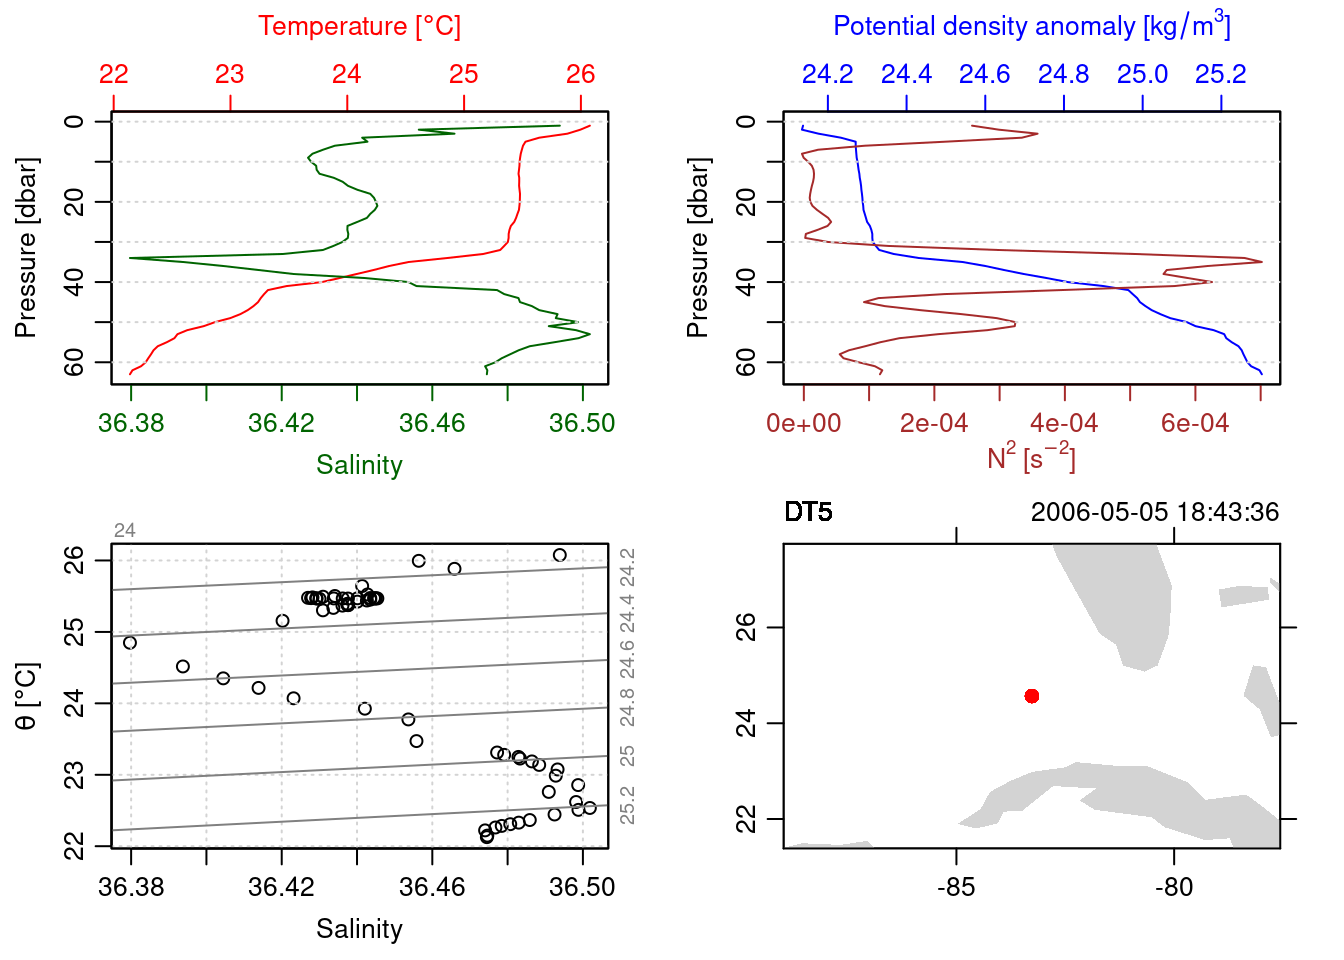 Temperature [°C]
22 23 24 25 26
0
20
40
60
Pressure [dbar]
36.38 36.42 36.46 36.50
Salinity
Potential density anomaly [kg/m³]
24.2 24.4 24.6 24.8 25.0 25.2
0
20
40
60
Pressure [dbar]
0e+00 2e-04 4e-04 6e-04
N² [s⁻²]
24
26
25
24
23
22
θ [°C]
24.2
24.4
24.6
24.8
25
25.2
36.38 36.42 36.46 36.50
Salinity
DT5 2006-05-05 18:43:36
26
24
22
-85 -80